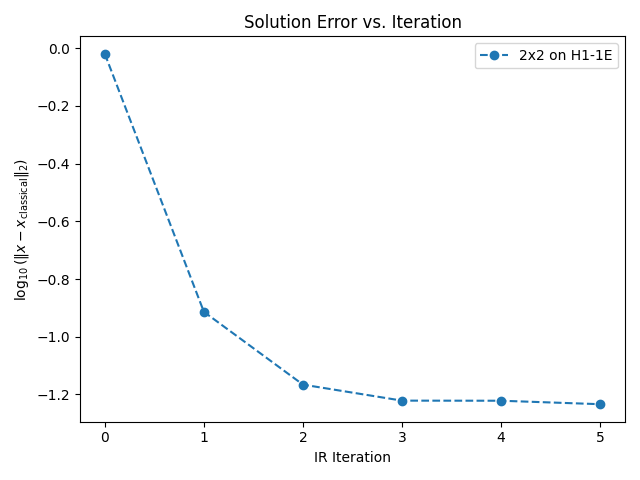 Solution Error vs. Iteration
2x2 on H1-1E
0.0
−0.2
−0.4
−0.6
−0.8
−1.0
−1.2
log₁₀ (‖x − x_classical‖₂)
0 1 2 3 4 5
IR Iteration